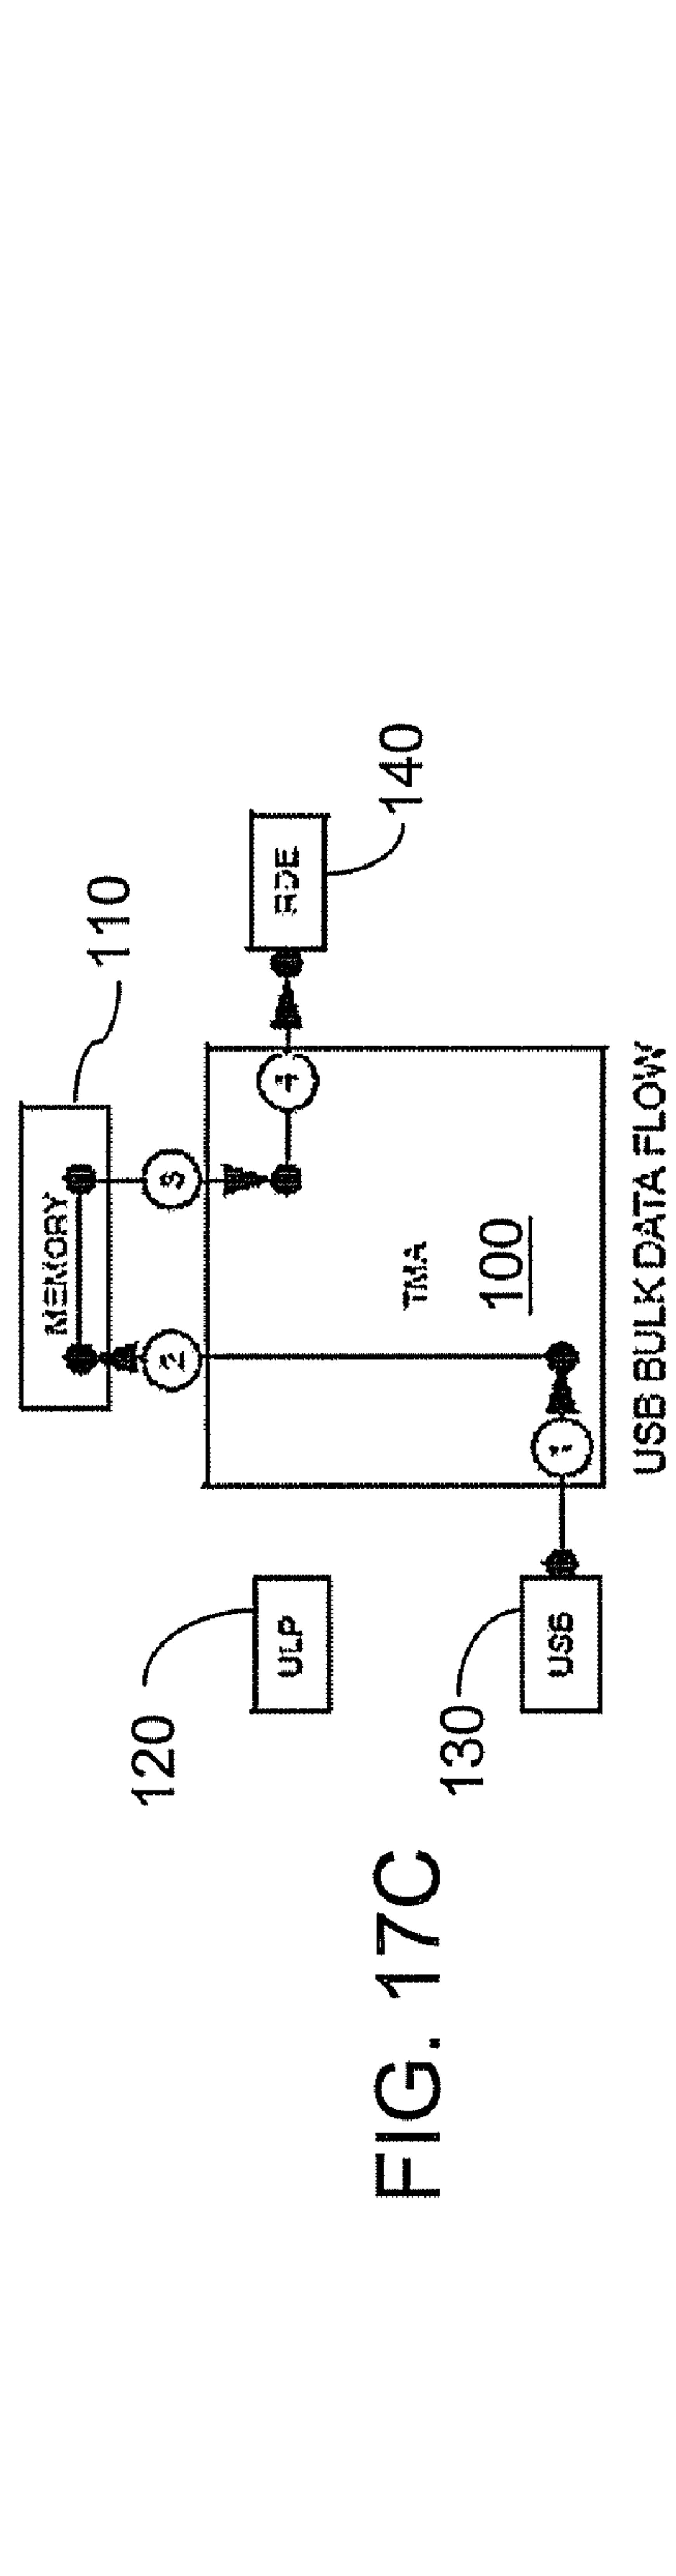 110
MEMORY
3
2
4
RDE
140
120
ULP
TMA
100
1
130
USB
USB BULK DATA FLOW
FIG. 17C